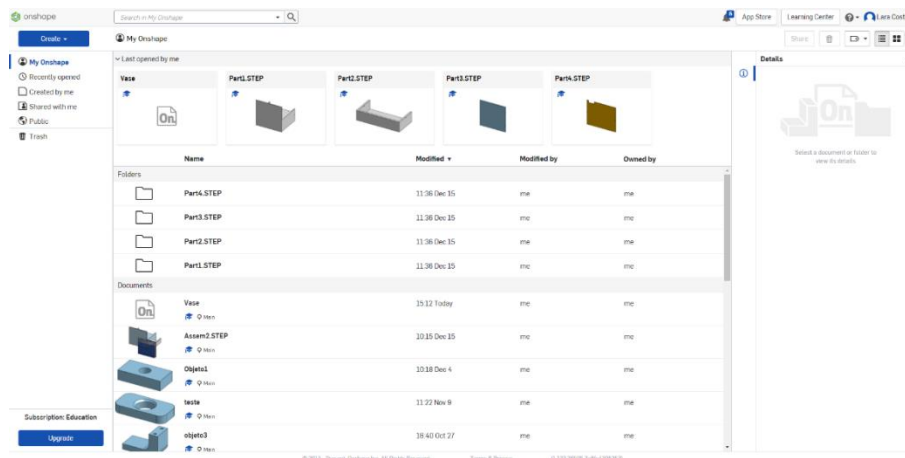 onshape
Search in My Onshape
App Store
Learning Center
Lara Cost
Create
My Onshape
Share
My Onshape
Recently opened
Created by me
Shared with me
Public
Trash
Last opened by me
Vase
Part1.STEP
Part2.STEP
Part3.STEP
Part4.STEP
On
Details
On
Select a document or folder to
view its details.
Name Modified Modified by Owned by
Folders
Part4.STEP 11:36 Dec 15 me me
Part3.STEP 11:36 Dec 15 me me
Part2.STEP 11:36 Dec 15 me me
Part1.STEP 11:36 Dec 15 me me
Documents
On
Vase 15:12 Today me me
Main
Assem2.STEP 10:15 Dec 15 me me
Main
Objeto1 10:18 Dec 4 me me
Main
teste 11:22 Nov 9 me me
Main
objeto3 16:40 Oct 27 me me
Main
Subscription: Education
Upgrade